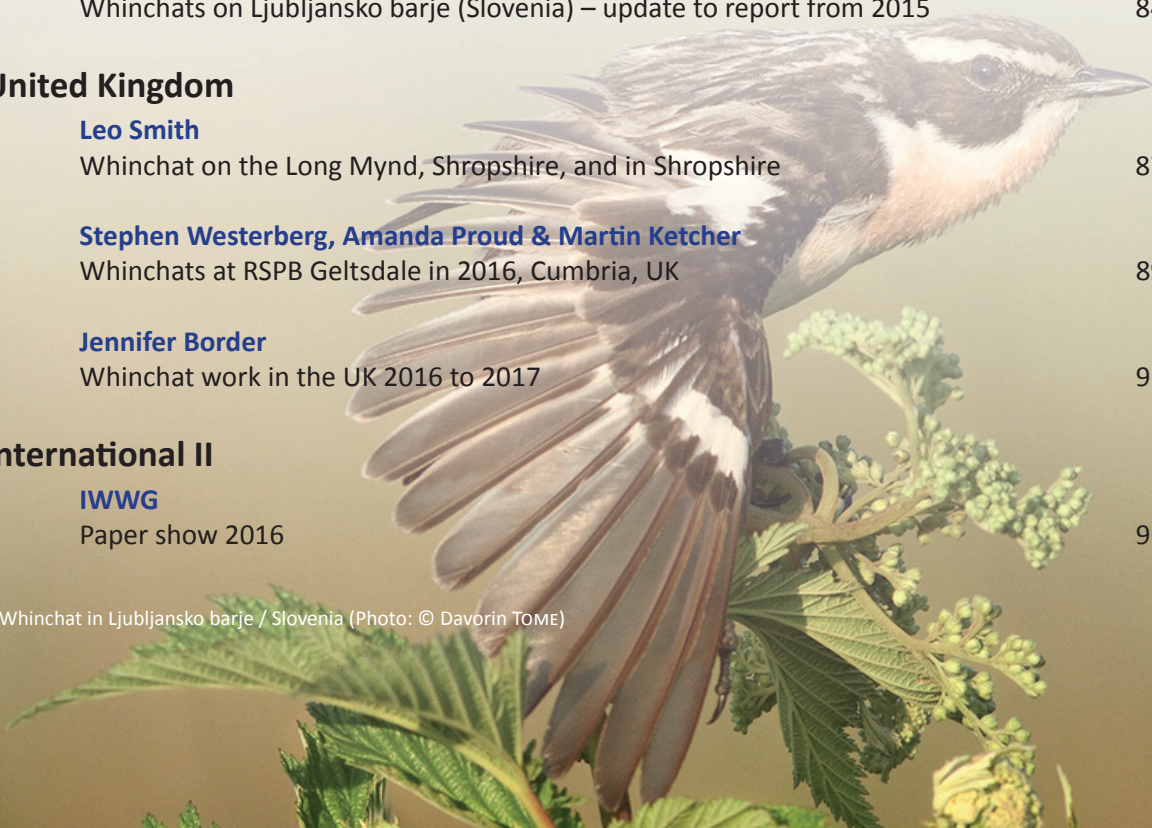 Whinchats on Ljubljansko barje (Slovenia) – update to report from 2015
United Kingdom
Leo Smith
Whinchat on the Long Mynd, Shropshire, and in Shropshire
Stephen Westerberg, Amanda Proud & Martin Ketcher
Whinchats at RSPB Geltsdale in 2016, Cumbria, UK
Jennifer Border
Whinchat work in the UK 2016 to 2017
International II
IWWG
Paper show 2016
Whinchat in Ljubljansko barje / Slovenia (Photo: © Davorin TOME)